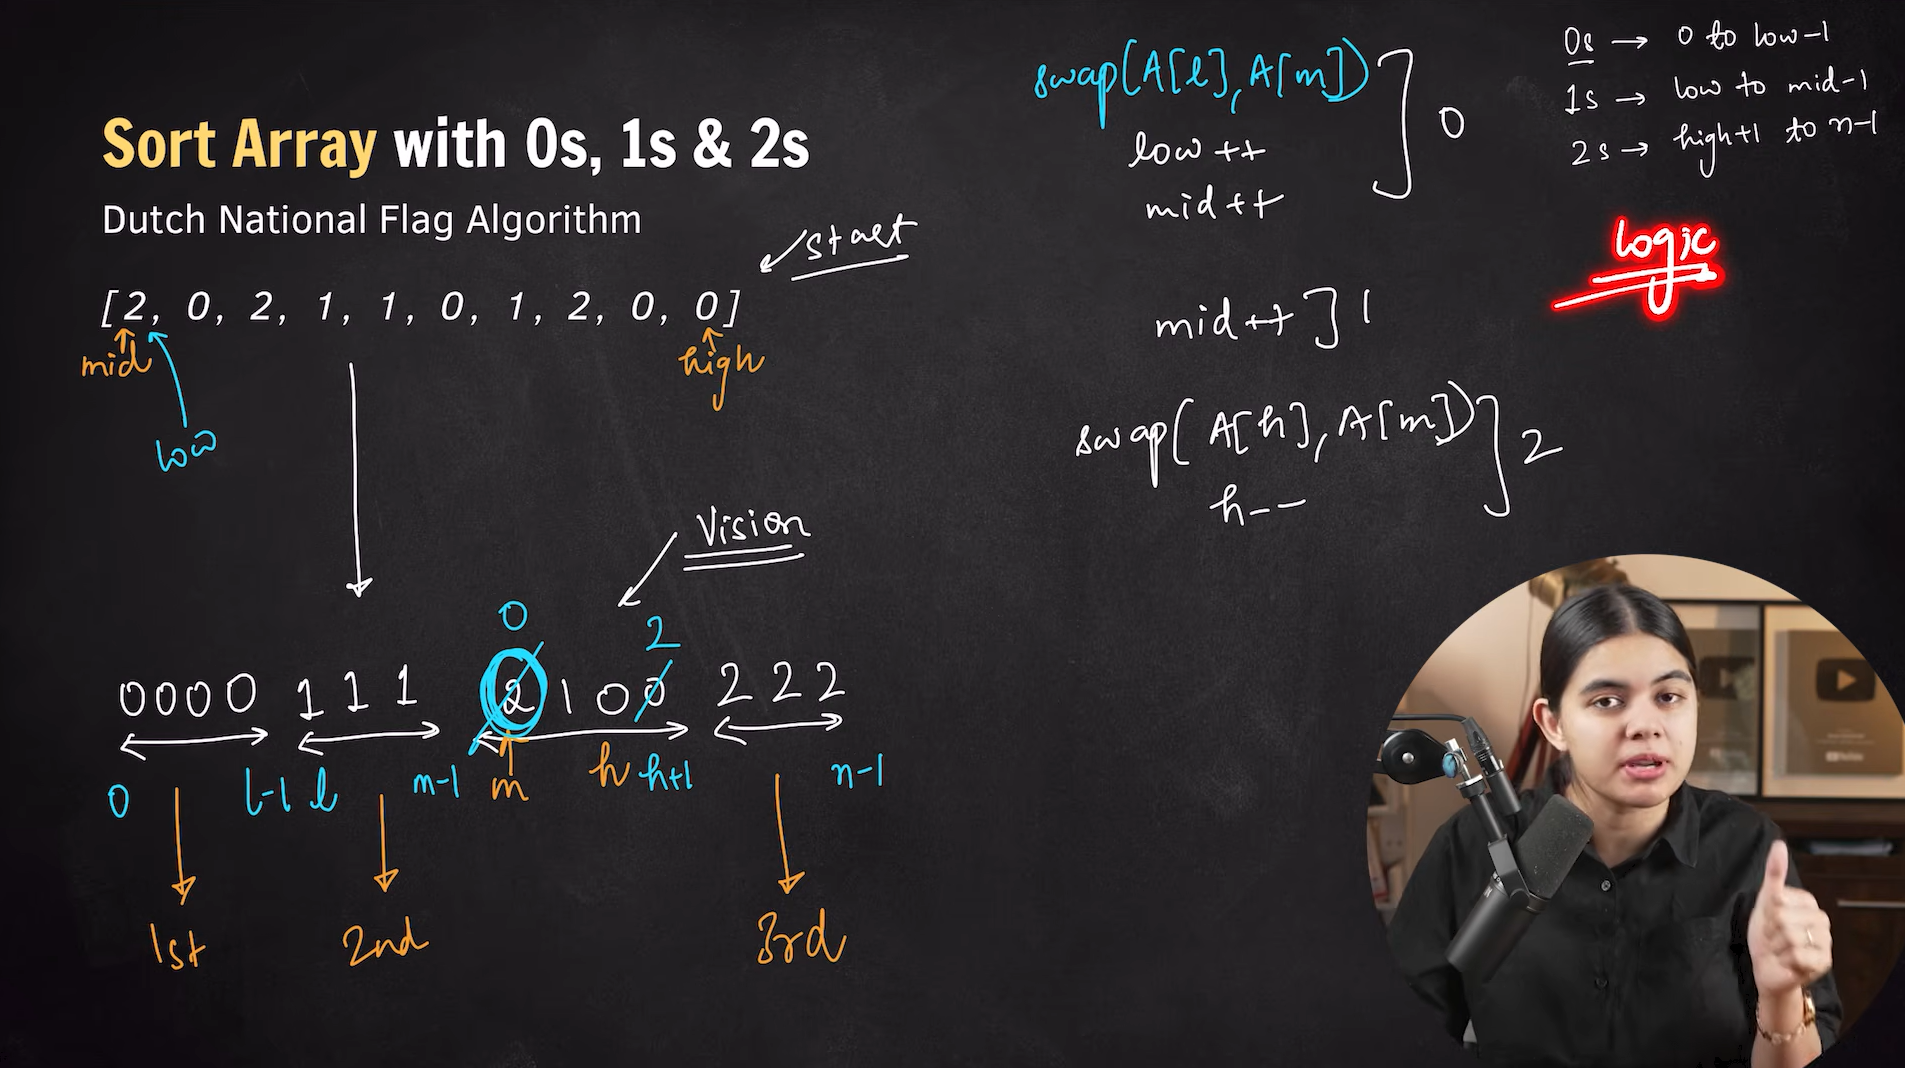 Sort Array with 0s, 1s & 2s
Dutch National Flag Algorithm
start
[2, 0, 2, 1, 1, 0, 1, 2, 0, 0]
mid
high
low
Vision
0
2
0000 111 2100 222
0 l-1 l m-1 m h h+1 n-1
1st 2nd 3rd
swap(A[l], A[m])
low ++
mid ++
] 0
mid++ ] 1
swap(A[h], A[m])
h--
] 2
0s → 0 to low-1
1s → low to mid-1
2s → high+1 to n-1
Logic